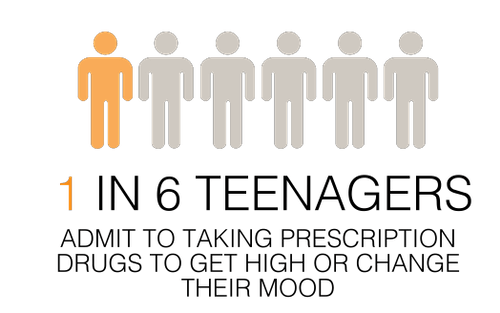 1 IN 6 TEENAGERS
ADMIT TO TAKING PRESCRIPTION
DRUGS TO GET HIGH OR CHANGE
THEIR MOOD